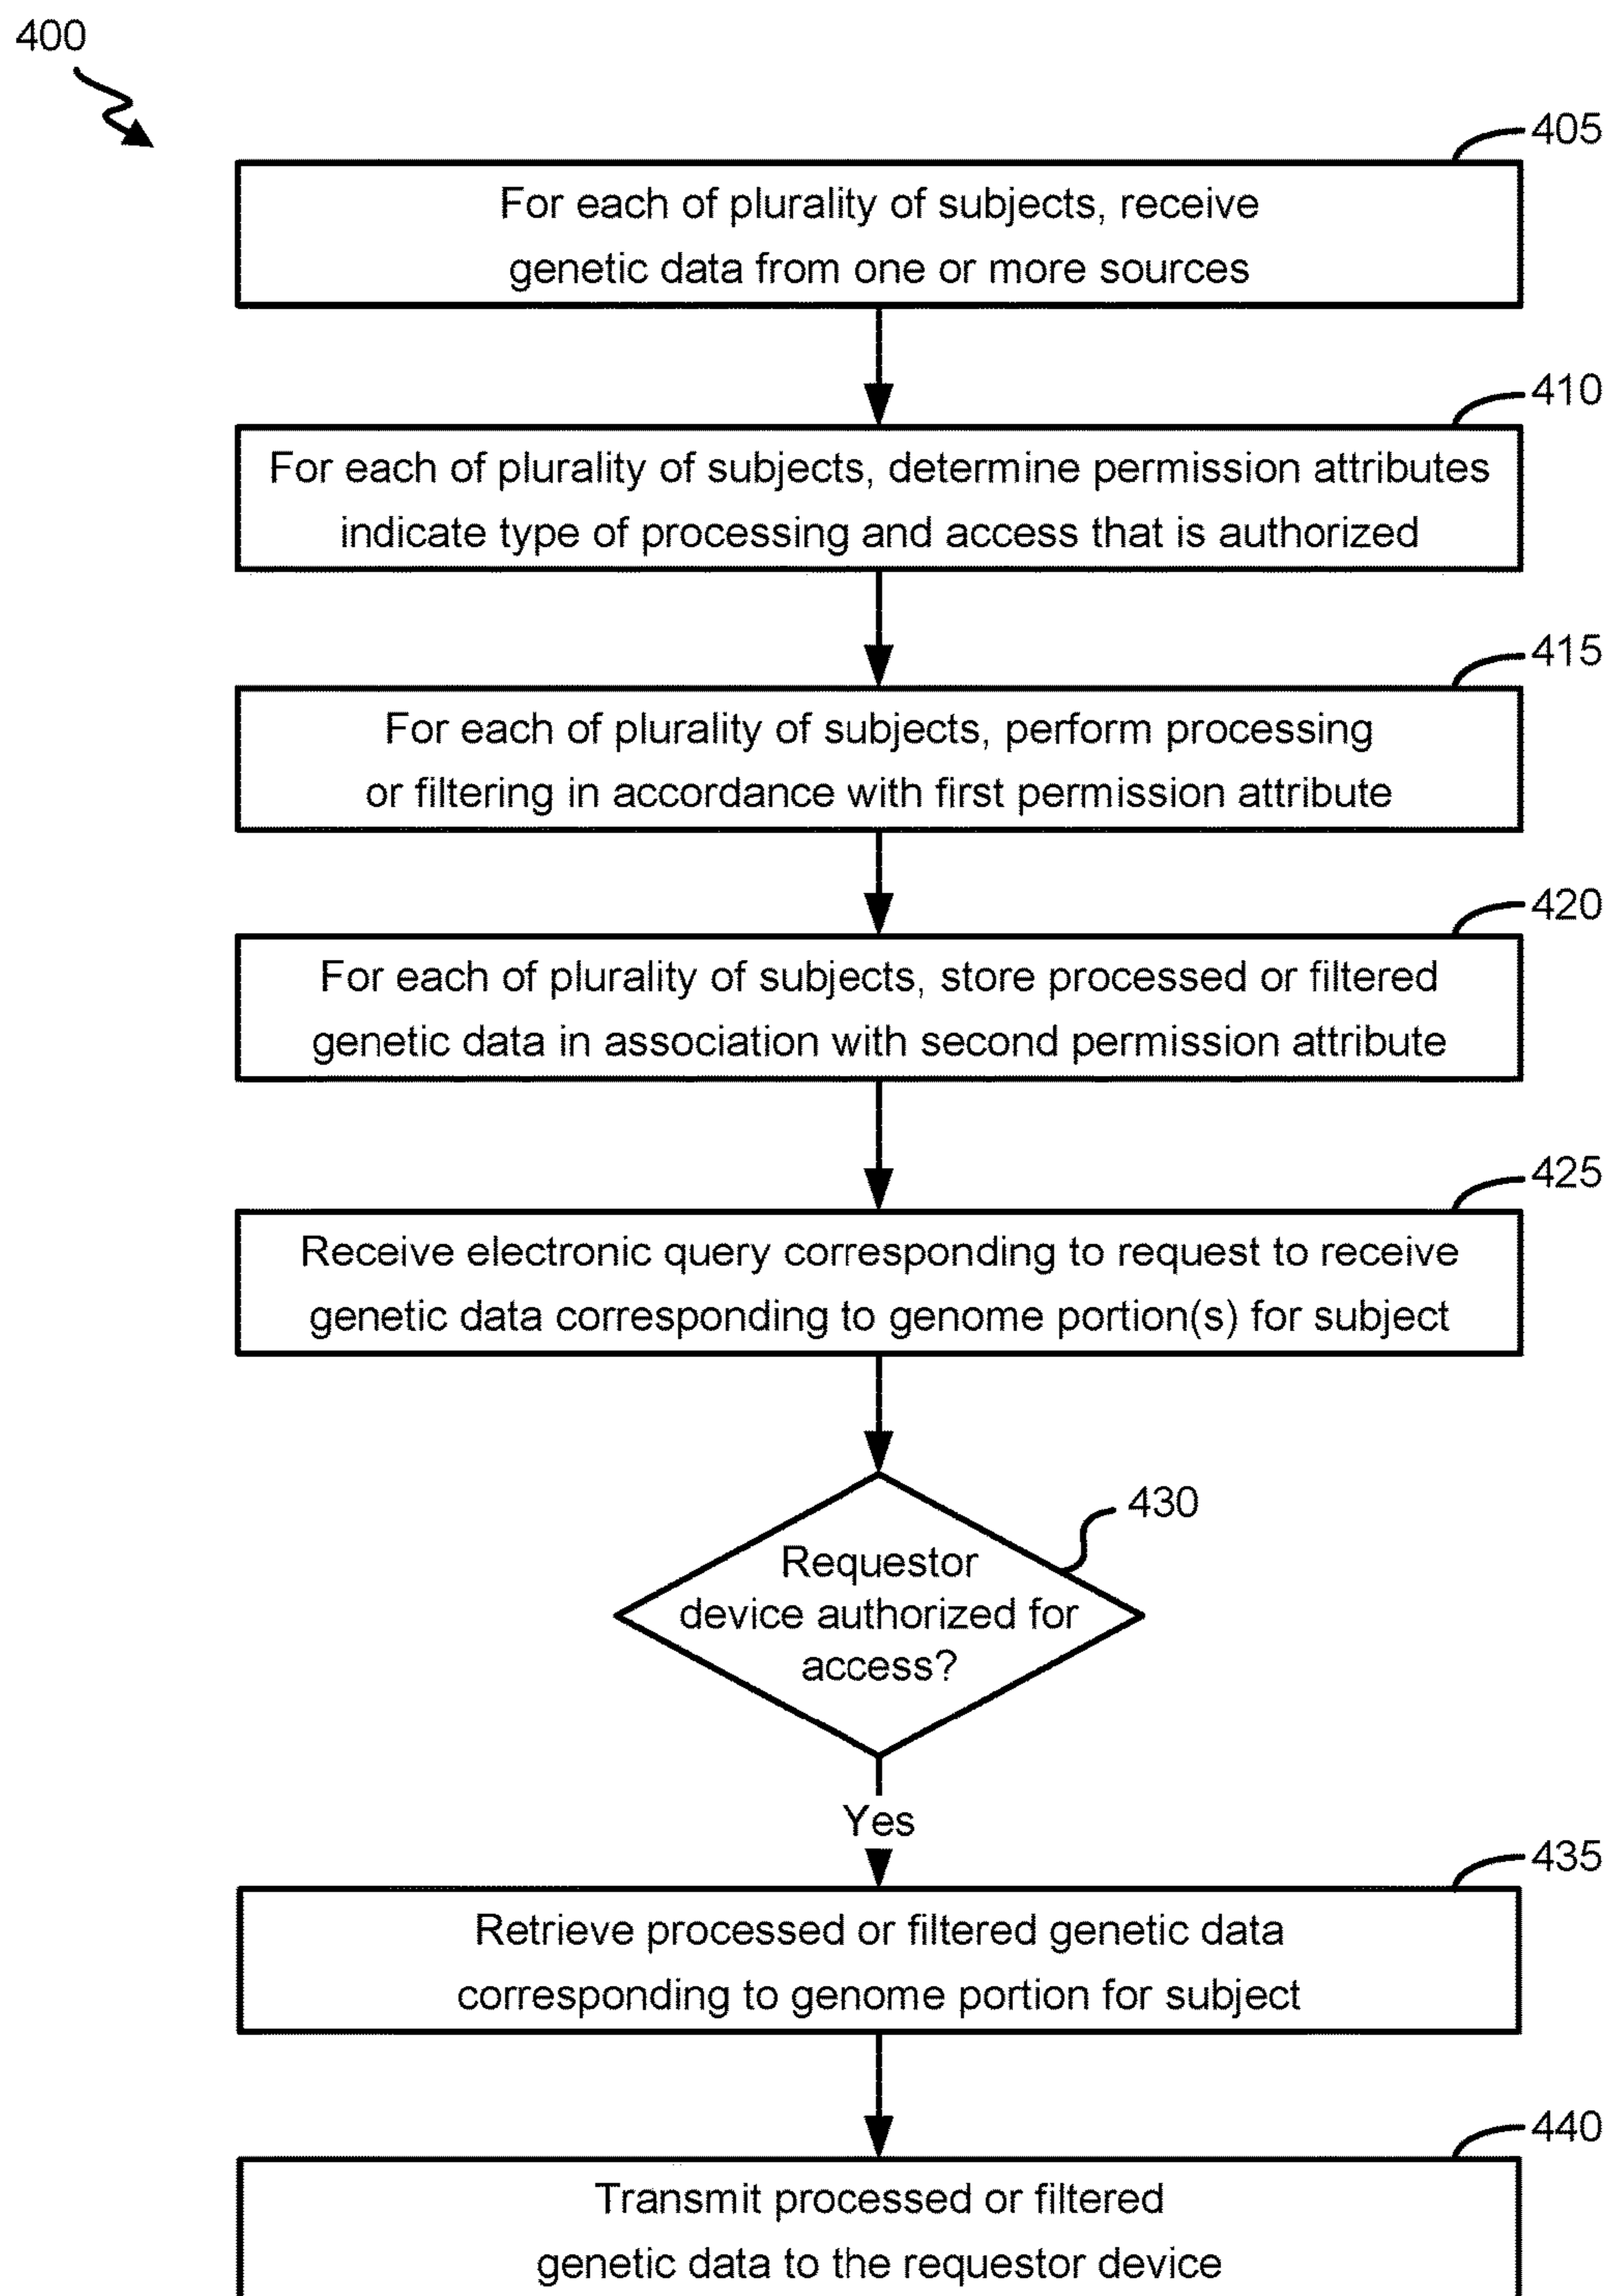 400
405
For each of plurality of subjects, receive
genetic data from one or more sources
410
For each of plurality of subjects, determine permission attributes
indicate type of processing and access that is authorized
415
For each of plurality of subjects, perform processing
or filtering in accordance with first permission attribute
420
For each of plurality of subjects, store processed or filtered
genetic data in association with second permission attribute
425
Receive electronic query corresponding to request to receive
genetic data corresponding to genome portion(s) for subject
430
Requestor
device authorized for
access?
Yes
435
Retrieve processed or filtered genetic data
corresponding to genome portion for subject
440
Transmit processed or filtered
genetic data to the requestor device